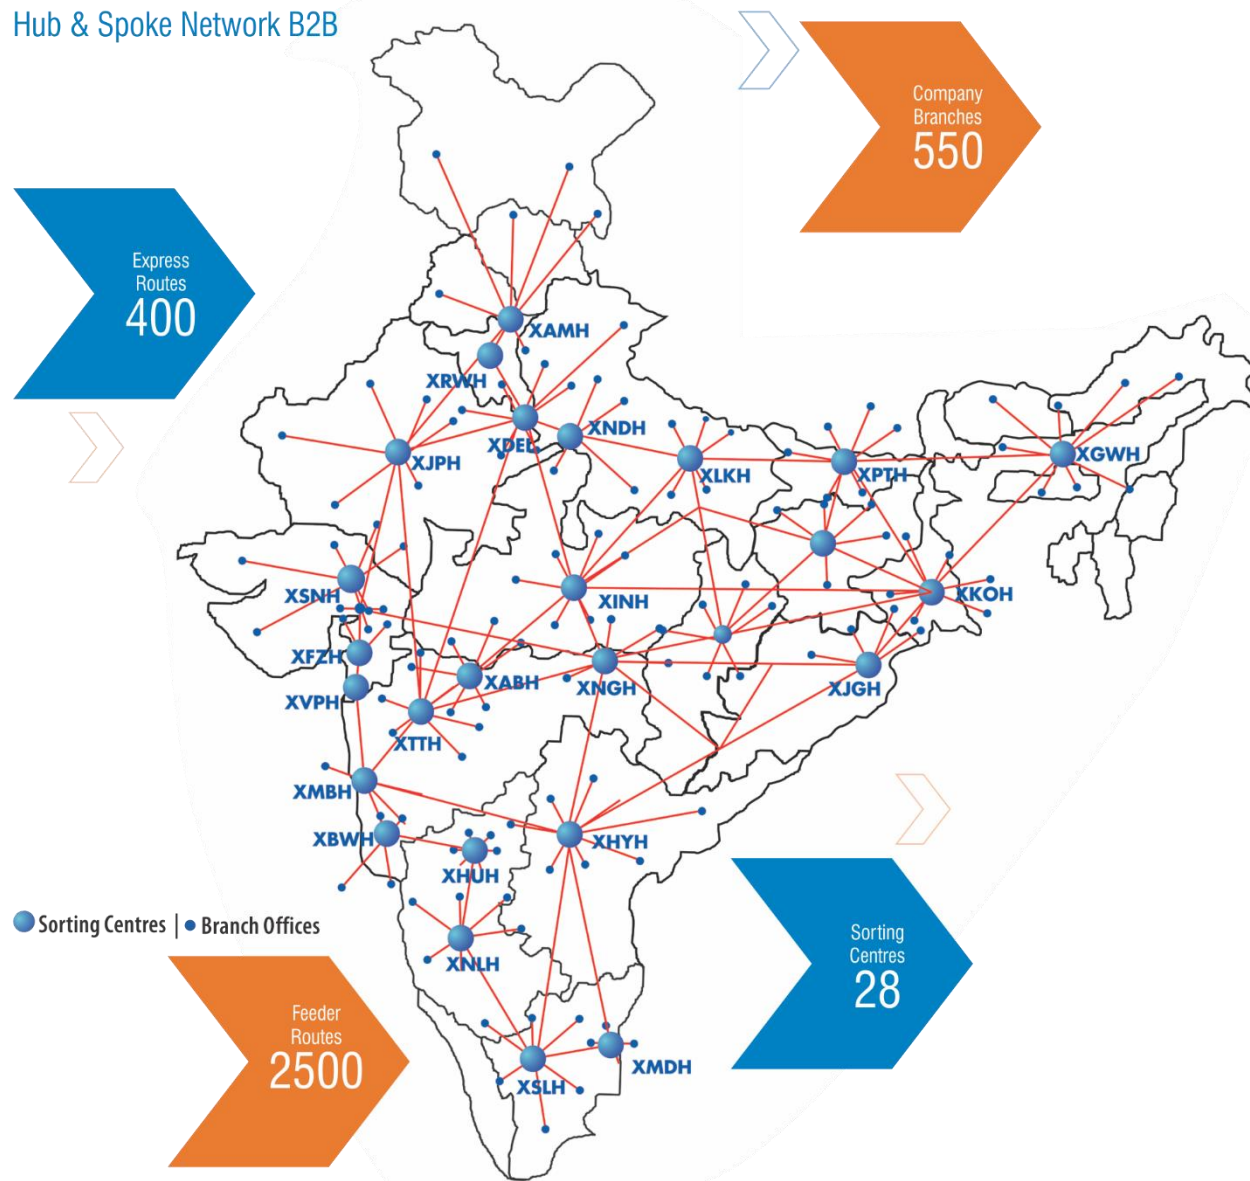 Hub & Spoke Network B2B
Company
Branches
550
Express
Routes
400
XAMH
XRWH
XDEL
XNDH
XJPH
XLKH
XPTH
XGWH
XSNH
XINH
XKOH
XFZH
XABH
XNGH
XJGH
XVPH
XTTH
XMBH
XBWH
XHYH
XHUH
Sorting Centres | Branch Offices
XNLH
Sorting
Centres
28
Feeder
Routes
2500
XSLH
XMDH